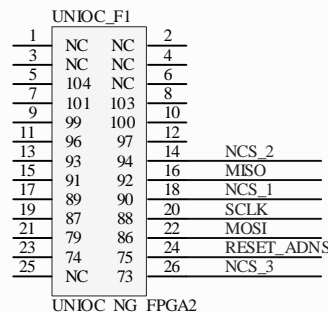 UNIOC_F1
1 NC NC 2
3 NC NC 4
5 104 NC 6
7 101 103 8
9 99 100 10
11 96 97 12
13 93 94 14 NCS_2
15 91 92 16 MISO
17 89 90 18 NCS_1
19 87 88 20 SCLK
21 79 86 22 MOSI
23 74 75 24 RESET_ADNS
25 NC 73 26 NCS_3
UNIOC_NG_FPGA2